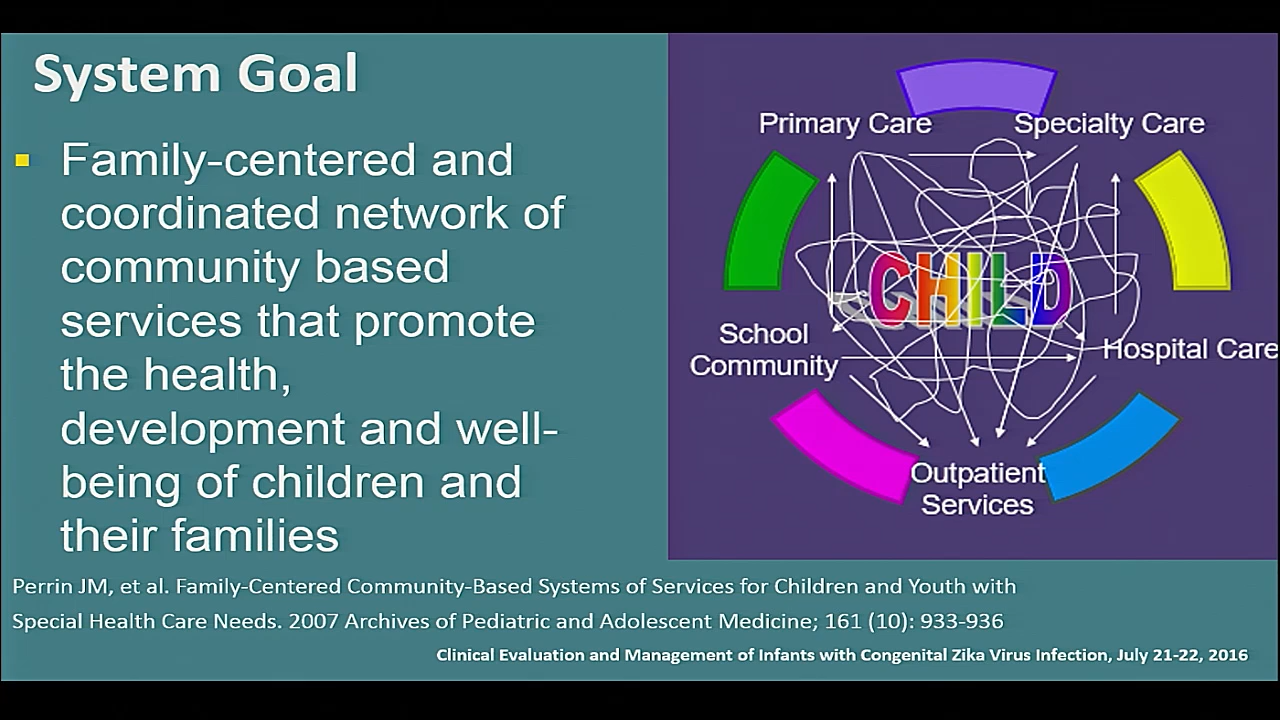 System Goal
Family-centered and
coordinated network of
community based
services that promote
the health,
development and well-
being of children and
their families
Primary Care
Specialty Care
CHILD
School
Community
Hospital Care
Outpatient
Services
Perrin JM, et al. Family-Centered Community-Based Systems of Services for Children and Youth with
Special Health Care Needs. 2007 Archives of Pediatric and Adolescent Medicine; 161 (10): 933-936
Clinical Evaluation and Management of Infants with Congenital Zika Virus Infection, July 21-22, 2016